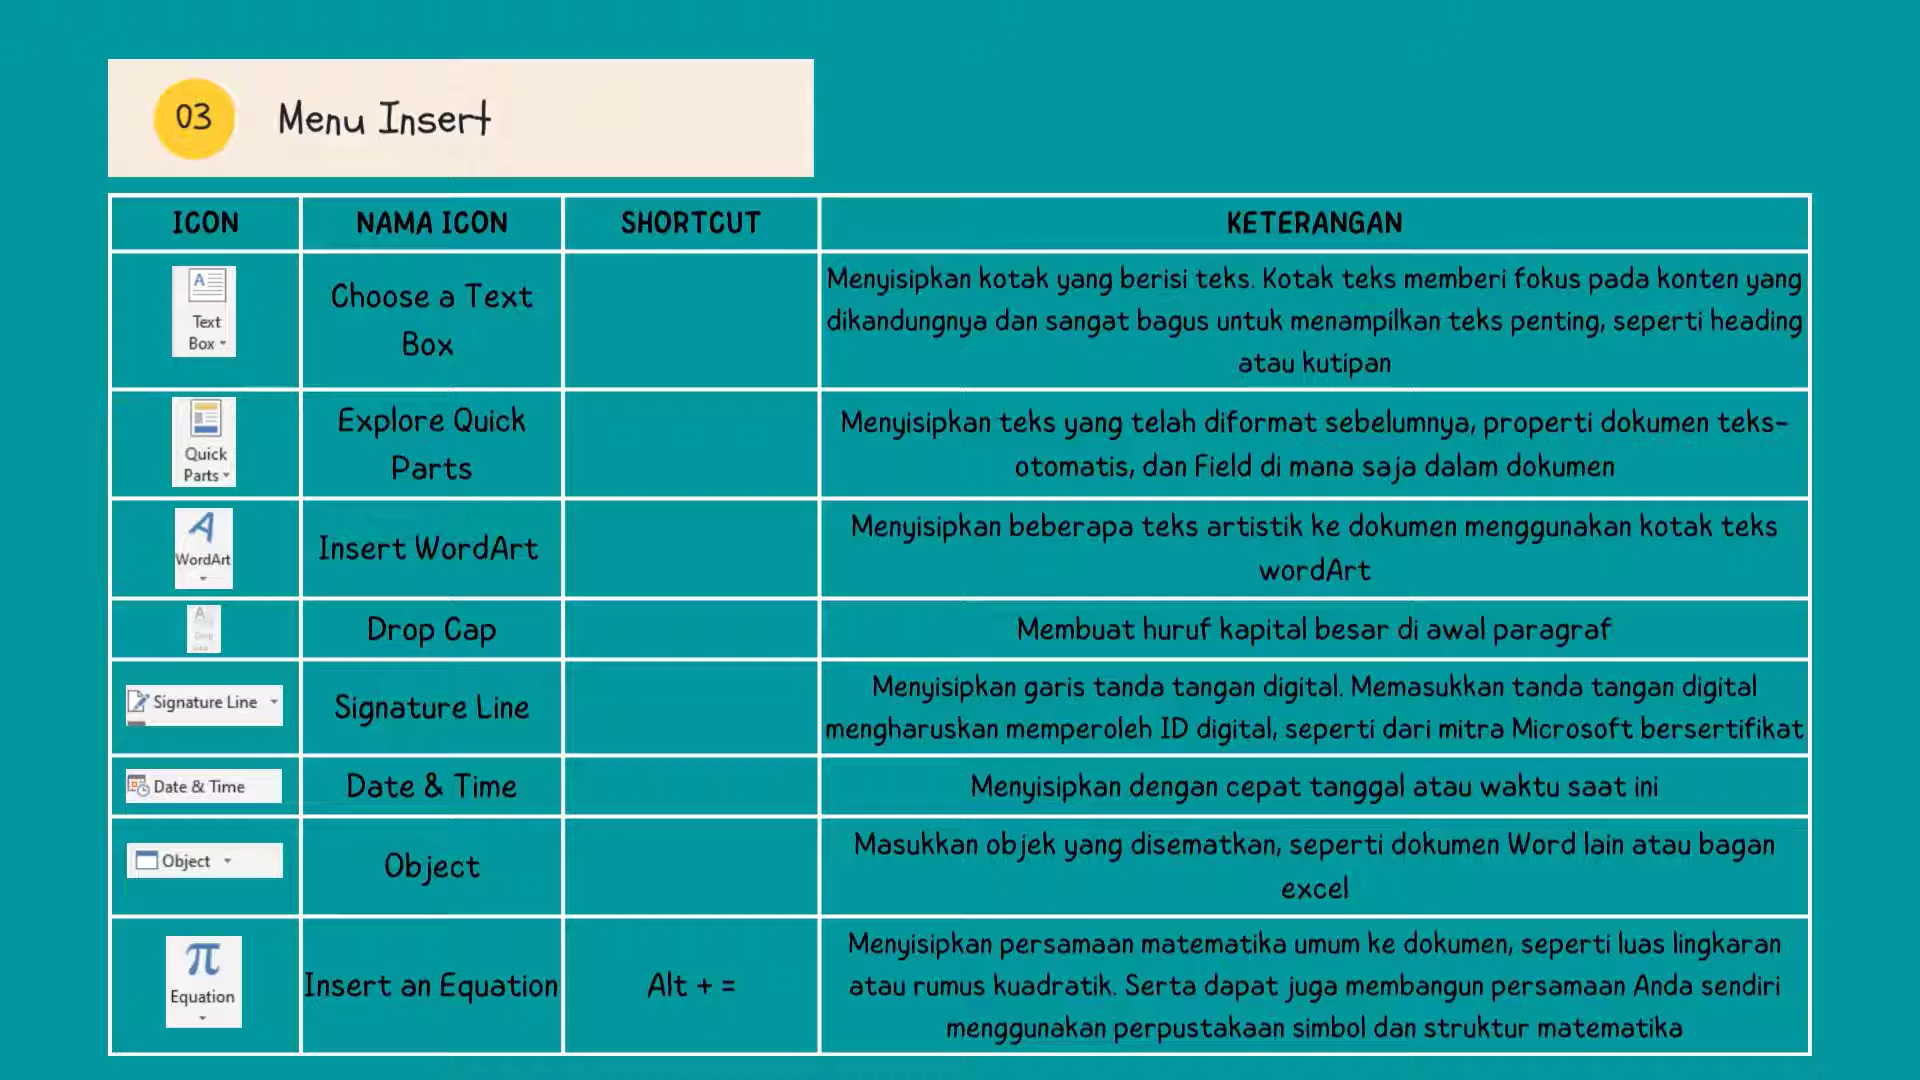 03 Menu Insert
ICON NAMA ICON SHORTCUT KETERANGAN
Text
Box
Choose a Text
Box
Menyisipkan kotak yang berisi teks. Kotak teks memberi fokus pada konten yang
dikandungnya dan sangat bagus untuk menampilkan teks penting, seperti heading
atau kutipan
Quick
Parts
Explore Quick
Parts
Menyisipkan teks yang telah diformat sebelumnya, properti dokumen teks-
otomatis, dan Field di mana saja dalam dokumen
A
WordArt
Insert WordArt
Menyisipkan beberapa teks artistik ke dokumen menggunakan kotak teks
wordArt
Drop Cap
Membuat huruf kapital besar di awal paragraf
Signature Line
Signature Line
Menyisipkan garis tanda tangan digital. Memasukkan tanda tangan digital
mengharuskan memperoleh ID digital, seperti dari mitra Microsoft bersertifikat
Date & Time
Date & Time
Menyisipkan dengan cepat tanggal atau waktu saat ini
Object
Object
Masukkan objek yang disematkan, seperti dokumen Word lain atau bagan
excel
π
Equation
Insert an Equation
Alt + =
Menyisipkan persamaan matematika umum ke dokumen, seperti luas lingkaran
atau rumus kuadratik. Serta dapat juga membangun persamaan Anda sendiri
menggunakan perpustakaan simbol dan struktur matematika